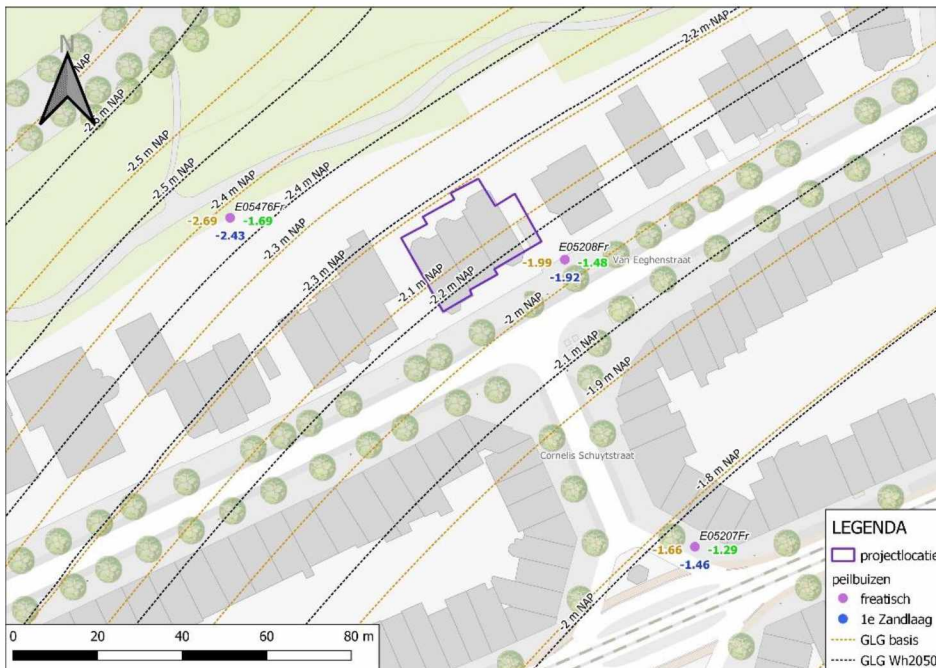 N
NAP
-2.6 m NAP
-2.5 m NAP
-2.5 m NAP
-2.4 m NAP
-2.4 m NAP
-2.3 m NAP
-2.3 m NAP
-2.2 m NAP
E05476Fr
-2.69 -1.69
-2.43
-2.1 m NAP
-2.2 m NAP
-2 m NAP
E05208Fr
-1.99 -1.48
-1.92
Van Eeghenstraat
-2.1 m NAP
-1.9 m NAP
Cornelis Schuytstraat
-1.8 m NAP
-2 m NAP
E05207Fr
-1.66 -1.29
-1.46
LEGENDA
projectlocatie
peilbuizen
freatisch
1e Zandlaag
GLG basis
GLG Wh2050
0 20 40 60 80 m